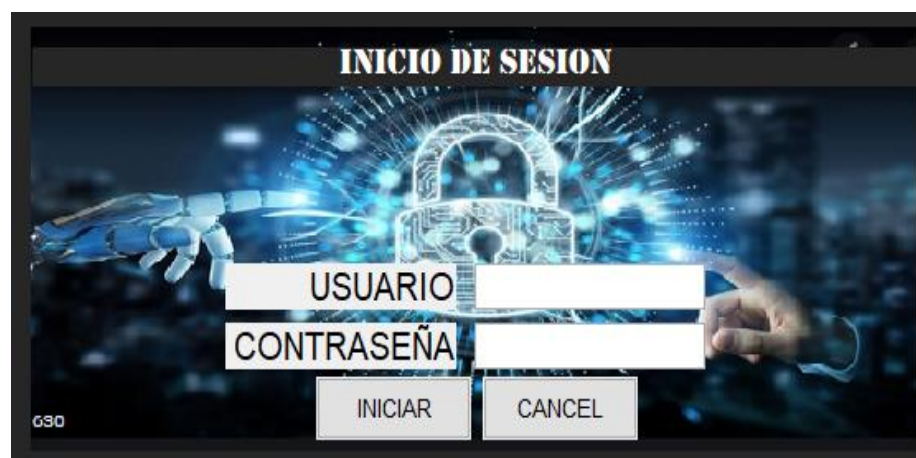 INICIO DE SESION
USUARIO
CONTRASEÑA
INICIAR CANCEL
G30